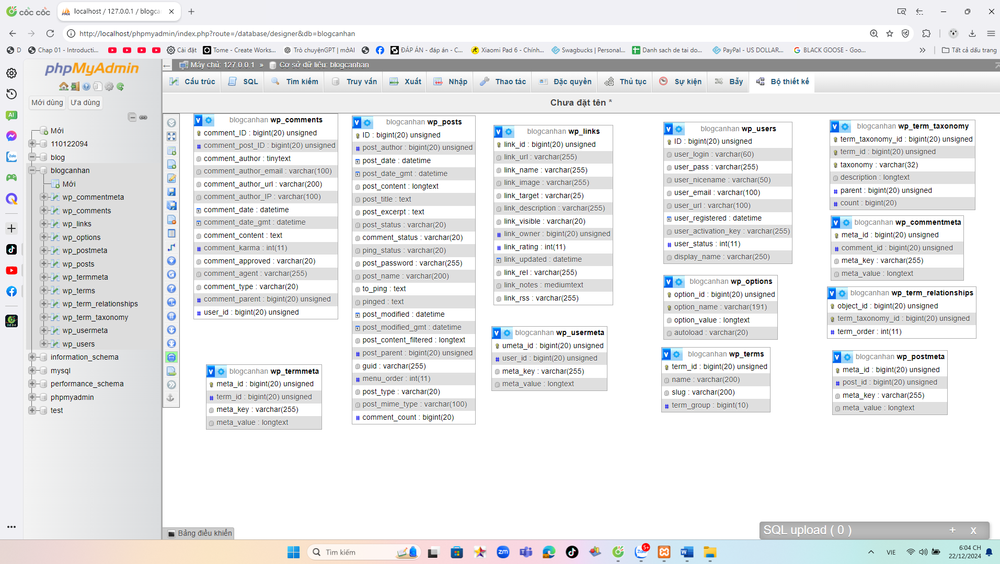 cốc cốc
localhost / 127.0.0.1 / blogcan
http://localhost/phpmyadmin/index.php?route=/database/designer&db=blogcanhan
D
Chap 01 - Introducti...
Cài đặt
Tome - Create Works...
Trò chuyệnGPT | mởAI
ĐÁP ÁN - đáp án - C...
Xiaomi Pad 6 - Chính...
Swagbucks | Personal...
Danh sach de tai do...
PayPal - US DOLLAR...
BLACK GOOSE - Goo...
Tất cả dấu trang
phpMyAdmin
Mới dùng
Ưa dùng
Mới
110122094
blog
blogcanhan
Mới
wp_commentmeta
wp_comments
wp_links
wp_options
wp_postmeta
wp_posts
wp_termmeta
wp_terms
wp_term_relationships
wp_term_taxonomy
wp_usermeta
wp_users
information_schema
mysql
performance_schema
phpmyadmin
test
Máy chủ: 127.0.0.1 » Cơ sở dữ liệu: blogcanhan
Cấu trúc
SQL
Tìm kiếm
Truy vấn
Xuất
Nhập
Thao tác
Đặc quyền
Thủ tục
Sự kiện
Bẫy
Bộ thiết kế
Chưa đặt tên *
blogcanhan wp_comments
comment_ID : bigint(20) unsigned
comment_post_ID : bigint(20) unsigned
comment_author : tinytext
comment_author_email : varchar(100)
comment_author_url : varchar(200)
comment_author_IP : varchar(100)
comment_date : datetime
comment_date_gmt : datetime
comment_content : text
comment_karma : int(11)
comment_approved : varchar(20)
comment_agent : varchar(255)
comment_type : varchar(20)
comment_parent : bigint(20) unsigned
user_id : bigint(20) unsigned
blogcanhan wp_termmeta
meta_id : bigint(20) unsigned
term_id : bigint(20) unsigned
meta_key : varchar(255)
meta_value : longtext
blogcanhan wp_posts
ID : bigint(20) unsigned
post_author : bigint(20) unsigned
post_date : datetime
post_date_gmt : datetime
post_content : longtext
post_title : text
post_excerpt : text
post_status : varchar(20)
comment_status : varchar(20)
ping_status : varchar(20)
post_password : varchar(255)
post_name : varchar(200)
to_ping : text
pinged : text
post_modified : datetime
post_modified_gmt : datetime
post_content_filtered : longtext
post_parent : bigint(20) unsigned
guid : varchar(255)
menu_order : int(11)
post_type : varchar(20)
post_mime_type : varchar(100)
comment_count : bigint(20)
blogcanhan wp_links
link_id : bigint(20) unsigned
link_url : varchar(255)
link_name : varchar(255)
link_image : varchar(255)
link_target : varchar(25)
link_description : varchar(255)
link_visible : varchar(20)
link_owner : bigint(20) unsigned
link_rating : int(11)
link_updated : datetime
link_rel : varchar(255)
link_notes : mediumtext
link_rss : varchar(255)
blogcanhan wp_usermeta
umeta_id : bigint(20) unsigned
user_id : bigint(20) unsigned
meta_key : varchar(255)
meta_value : longtext
blogcanhan wp_users
ID : bigint(20) unsigned
user_login : varchar(60)
user_pass : varchar(255)
user_nicename : varchar(50)
user_email : varchar(100)
user_url : varchar(100)
user_registered : datetime
user_activation_key : varchar(255)
user_status : int(11)
display_name : varchar(250)
blogcanhan wp_options
option_id : bigint(20) unsigned
option_name : varchar(191)
option_value : longtext
autoload : varchar(20)
blogcanhan wp_terms
term_id : bigint(20) unsigned
name : varchar(200)
slug : varchar(200)
term_group : bigint(10)
blogcanhan wp_term_taxonomy
term_taxonomy_id : bigint(20) unsigned
term_id : bigint(20) unsigned
taxonomy : varchar(32)
description : longtext
parent : bigint(20) unsigned
count : bigint(20)
blogcanhan wp_commentmeta
meta_id : bigint(20) unsigned
comment_id : bigint(20) unsigned
meta_key : varchar(255)
meta_value : longtext
blogcanhan wp_term_relationships
object_id : bigint(20) unsigned
term_taxonomy_id : bigint(20) unsigned
term_order : int(11)
blogcanhan wp_postmeta
meta_id : bigint(20) unsigned
post_id : bigint(20) unsigned
meta_key : varchar(255)
meta_value : longtext
Bảng điều khiển
SQL upload ( 0 ) + x
Tìm kiếm
VIE
6:04 CH
22/12/2024